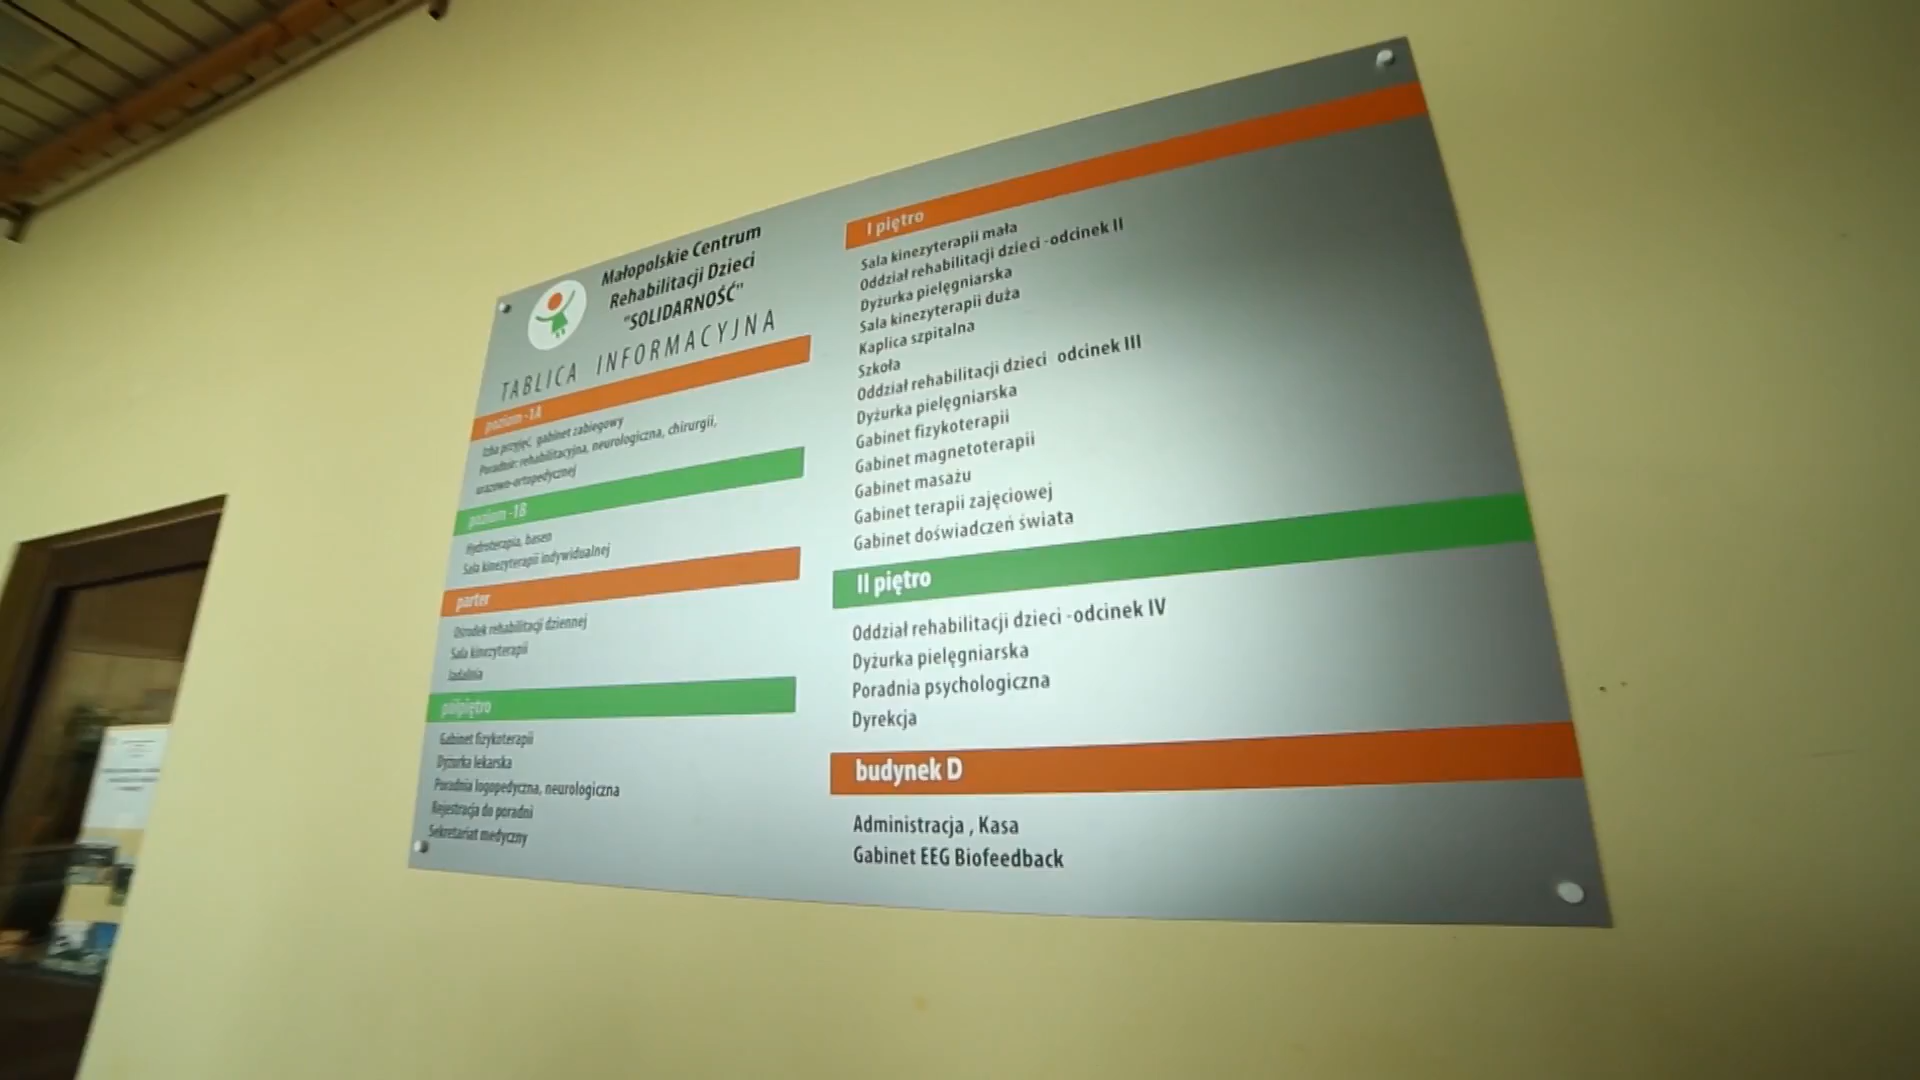 Małopolskie Centrum
Rehabilitacji Dzieci
"SOLIDARNOŚĆ"
TABLICA INFORMACYJNA
poziom -1A
Izba przyjęć, gabinet zabiegowy
Poradnie: rehabilitacyjna, neurologiczna, chirurgii,
urazowo-ortopedycznej
poziom -1B
Hydroterapia, basen
Sala kinezyterapii indywidualnej
parter
Ośrodek rehabilitacji dziennej
Sala kinezyterapii
Jadalnia
półpiętro
Gabinet fizykoterapii
Dyżurka lekarska
Poradnia logopedyczna, neurologiczna
Rejestracja do poradni
Sekretariat medyczny
I piętro
Sala kinezyterapii mała
Oddział rehabilitacji dzieci -odcinek II
Dyżurka pielęgniarska
Sala kinezyterapii duża
Kaplica szpitalna
Szkoła
Oddział rehabilitacji dzieci odcinek III
Dyżurka pielęgniarska
Gabinet fizykoterapii
Gabinet magnetoterapii
Gabinet masażu
Gabinet terapii zajęciowej
Gabinet doświadczeń świata
II piętro
Oddział rehabilitacji dzieci -odcinek IV
Dyżurka pielęgniarska
Poradnia psychologiczna
Dyrekcja
budynek D
Administracja , Kasa
Gabinet EEG Biofeedback